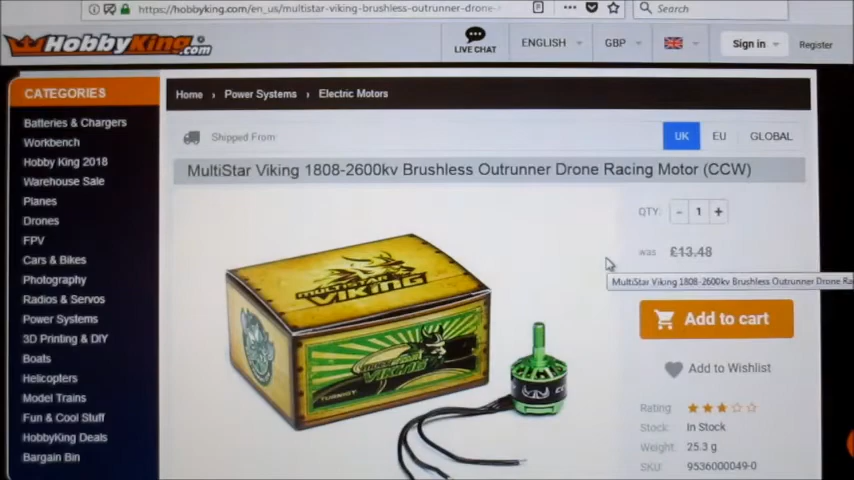 https://hobbyking.com/en_us/multistar-viking-brushless-outrunner-drone-
Search
HobbyKing.com
LIVE CHAT
ENGLISH
GBP
Sign in
Register
CATEGORIES
Home › Power Systems › Electric Motors
Batteries & Chargers
Workbench
Hobby King 2018
Warehouse Sale
Planes
Drones
FPV
Cars & Bikes
Photography
Radios & Servos
Power Systems
3D Printing & DIY
Boats
Helicopters
Model Trains
Fun & Cool Stuff
HobbyKing Deals
Bargain Bin
Shipped From
UK
EU
GLOBAL
MultiStar Viking 1808-2600kv Brushless Outrunner Drone Racing Motor (CCW)
QTY:
- 1 +
was £13.48
MultiStar Viking 1808-2600kv Brushless Outrunner Drone Ra
Add to cart
Add to Wishlist
Rating:
Stock: In Stock
Weight: 25.3 g
SKU: 9536000049-0
MULTISTAR
VIKING
MULTISTAR
VIKING
TURNIGY